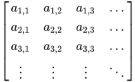 a₁,₁ a₁,₂ a₁,₃ …
a₂,₁ a₂,₂ a₂,₃ …
a₃,₁ a₃,₂ a₃,₃ …
⋮ ⋮ ⋮ ⋱